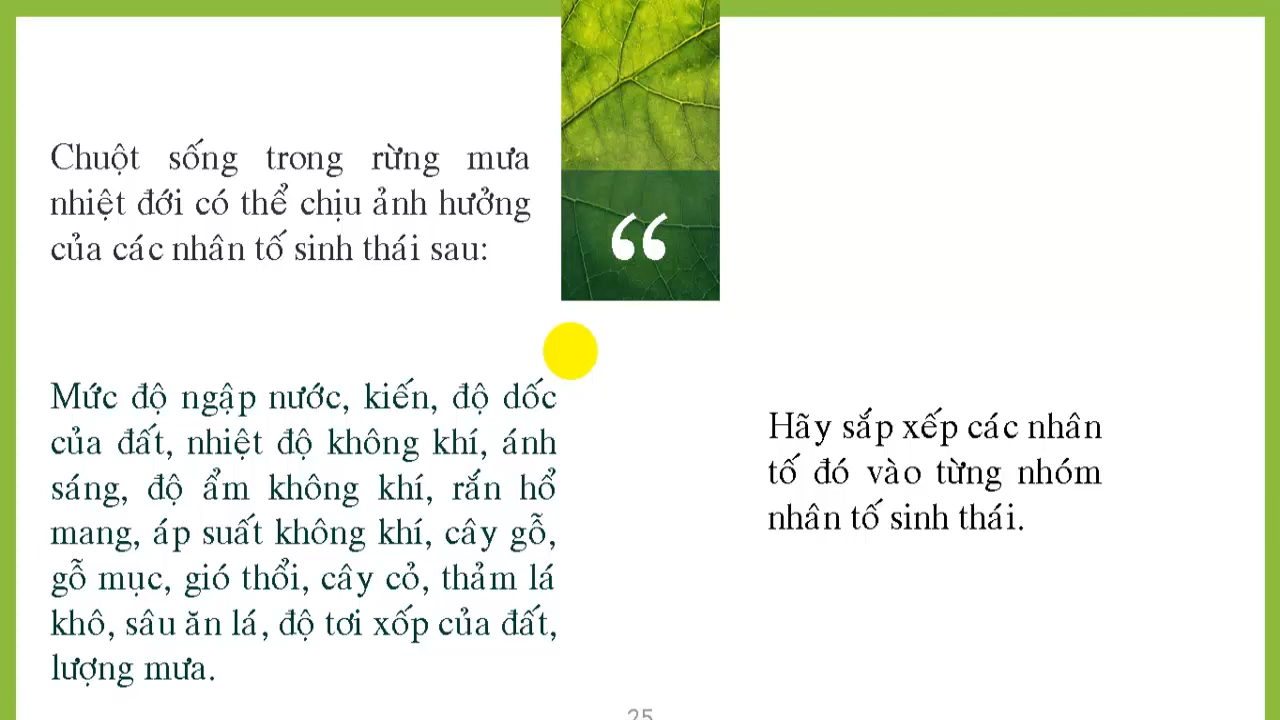 Chuột sống trong rừng mưa
nhiệt đới có thể chịu ảnh hưởng
của các nhân tố sinh thái sau:
“
Mức độ ngập nước, kiến, độ dốc
của đất, nhiệt độ không khí, ánh
sáng, độ ẩm không khí, rắn hổ
mang, áp suất không khí, cây gỗ,
gỗ mục, gió thổi, cây cỏ, thảm lá
khô, sâu ăn lá, độ tơi xốp của đất,
lượng mưa.
Hãy sắp xếp các nhân
tố đó vào từng nhóm
nhân tố sinh thái.
25